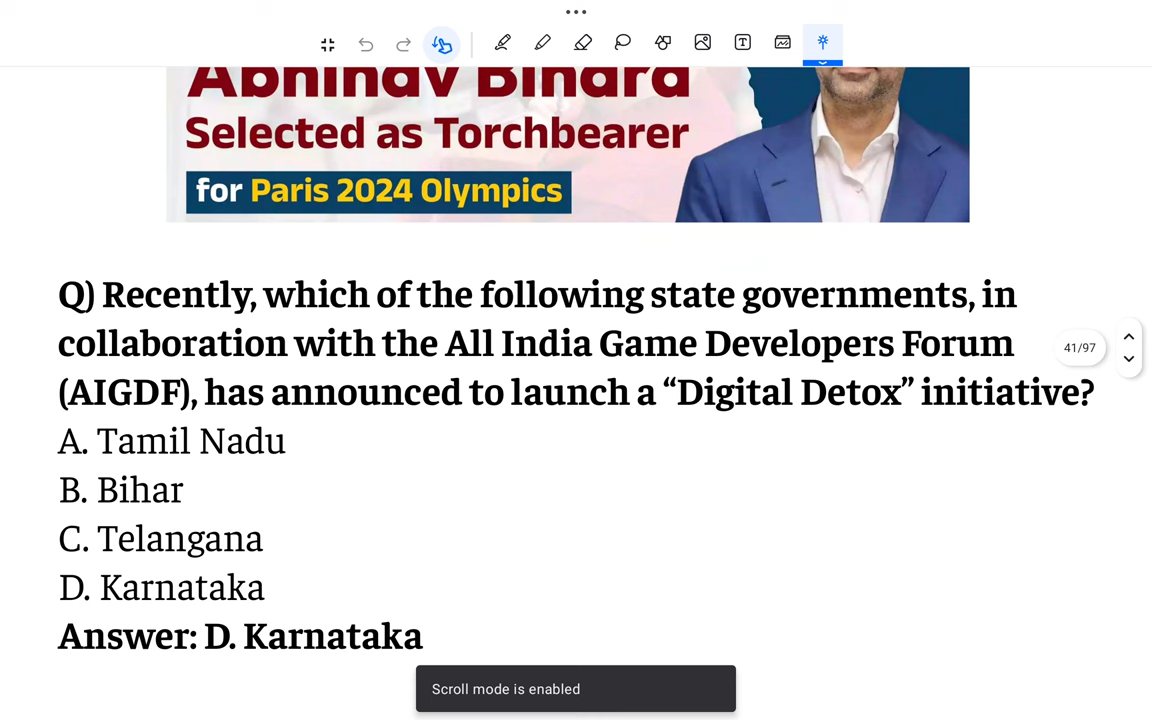 Abhinav Bindra
Selected as Torchbearer
for Paris 2024 Olympics
Q) Recently, which of the following state governments, in
collaboration with the All India Game Developers Forum
(AIGDF), has announced to launch a “Digital Detox” initiative?
41/97
A. Tamil Nadu
B. Bihar
C. Telangana
D. Karnataka
Answer: D. Karnataka
Scroll mode is enabled